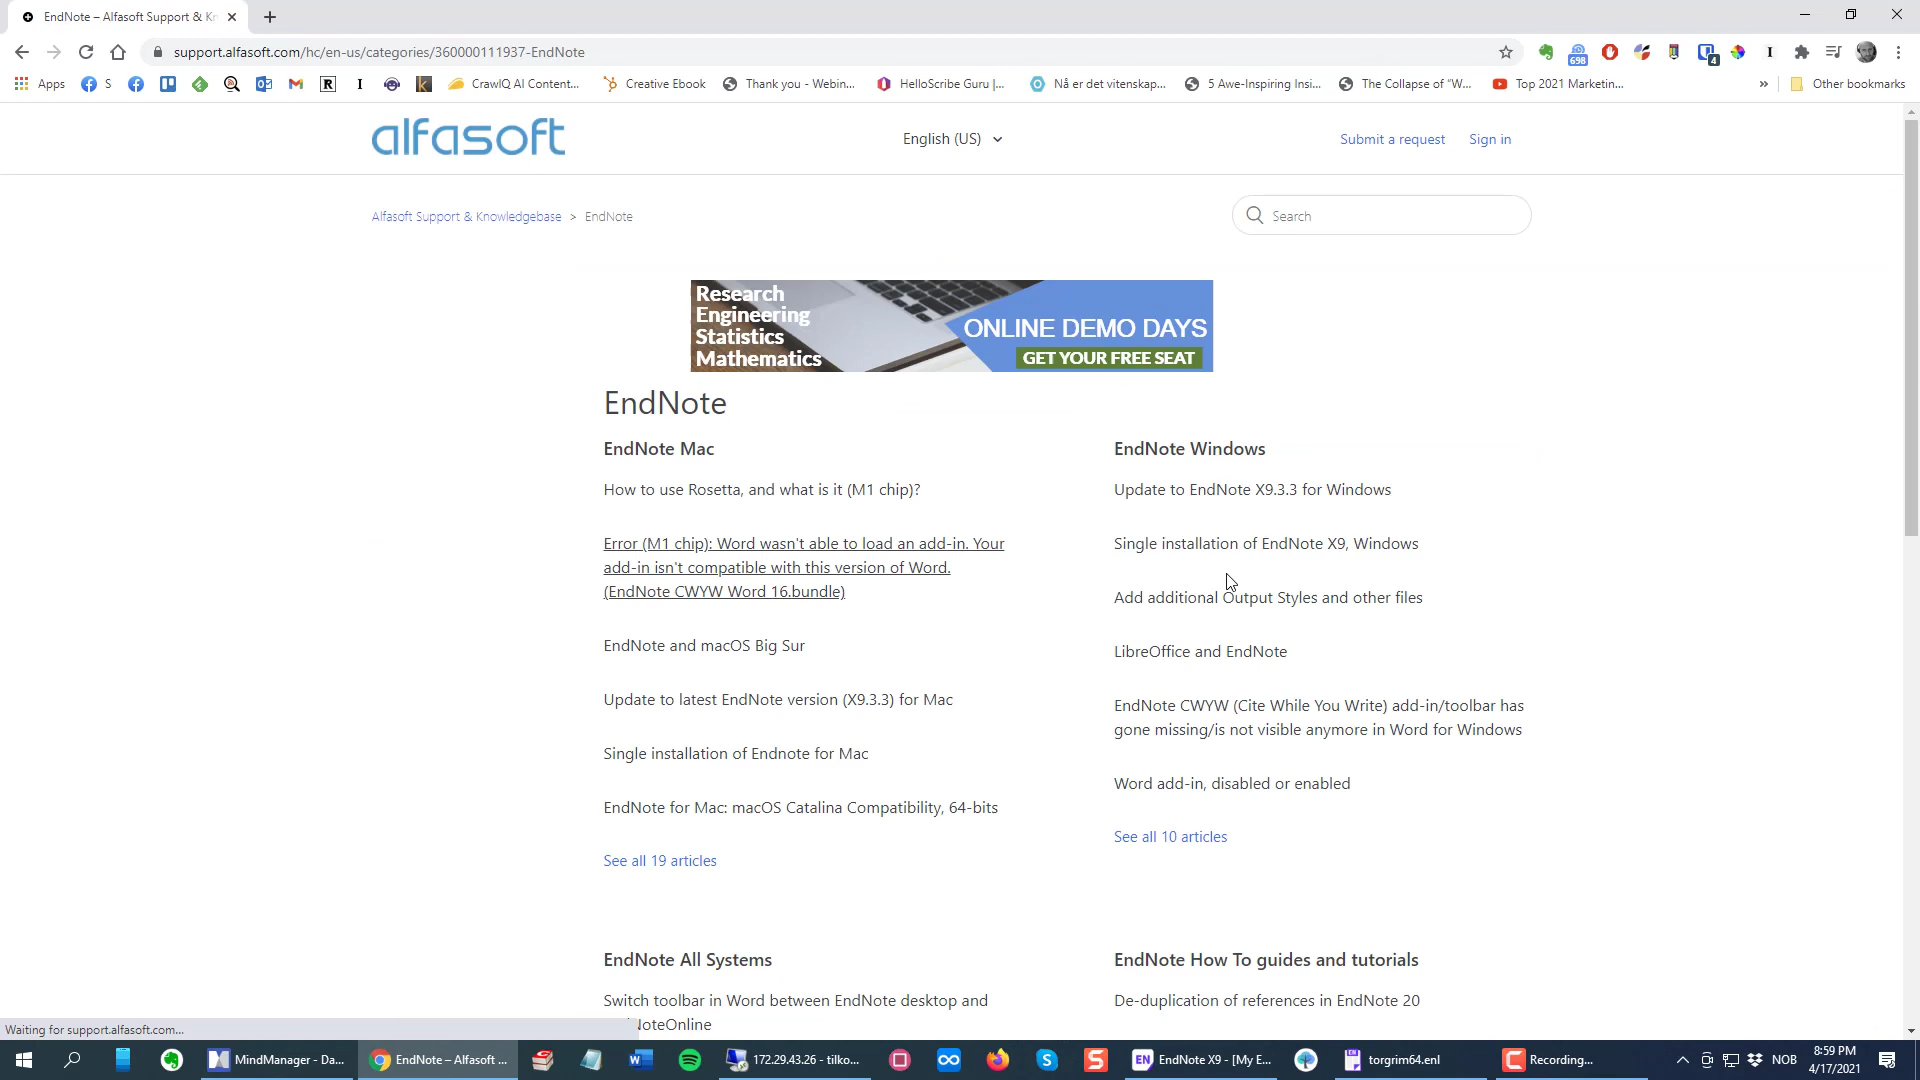 EndNote – Alfasoft Support & Kn
support.alfasoft.com/hc/en-us/categories/360000111937-EndNote
698
4
Apps
S
CrawlQ AI Content...
Creative Ebook
Thank you - Webin...
HelloScribe Guru |...
Nå er det vitenskap...
5 Awe-Inspiring Insi...
The Collapse of "W...
Top 2021 Marketin...
»
Other bookmarks
alfasoft
English (US)
Submit a request
Sign in
Alfasoft Support & Knowledgebase > EndNote
Search
Research
Engineering
Statistics
Mathematics
ONLINE DEMO DAYS
GET YOUR FREE SEAT
EndNote
EndNote Mac
How to use Rosetta, and what is it (M1 chip)?
Error (M1 chip): Word wasn't able to load an add-in. Your
add-in isn't compatible with this version of Word.
(EndNote CWYW Word 16.bundle)
EndNote and macOS Big Sur
Update to latest EndNote version (X9.3.3) for Mac
Single installation of Endnote for Mac
EndNote for Mac: macOS Catalina Compatibility, 64-bits
See all 19 articles
EndNote Windows
Update to EndNote X9.3.3 for Windows
Single installation of EndNote X9, Windows
Add additional Output Styles and other files
LibreOffice and EndNote
EndNote CWYW (Cite While You Write) add-in/toolbar has
gone missing/is not visible anymore in Word for Windows
Word add-in, disabled or enabled
See all 10 articles
EndNote All Systems
Switch toolbar in Word between EndNote desktop and
NoteOnline
EndNote How To guides and tutorials
De-duplication of references in EndNote 20
Waiting for support.alfasoft.com...
MindManager - Da...
EndNote – Alfasoft ...
172.29.43.26 - tilko...
EN
EndNote X9 - [My E...
torgrim64.enl
Recording...
NOB
8:59 PM
4/17/2021